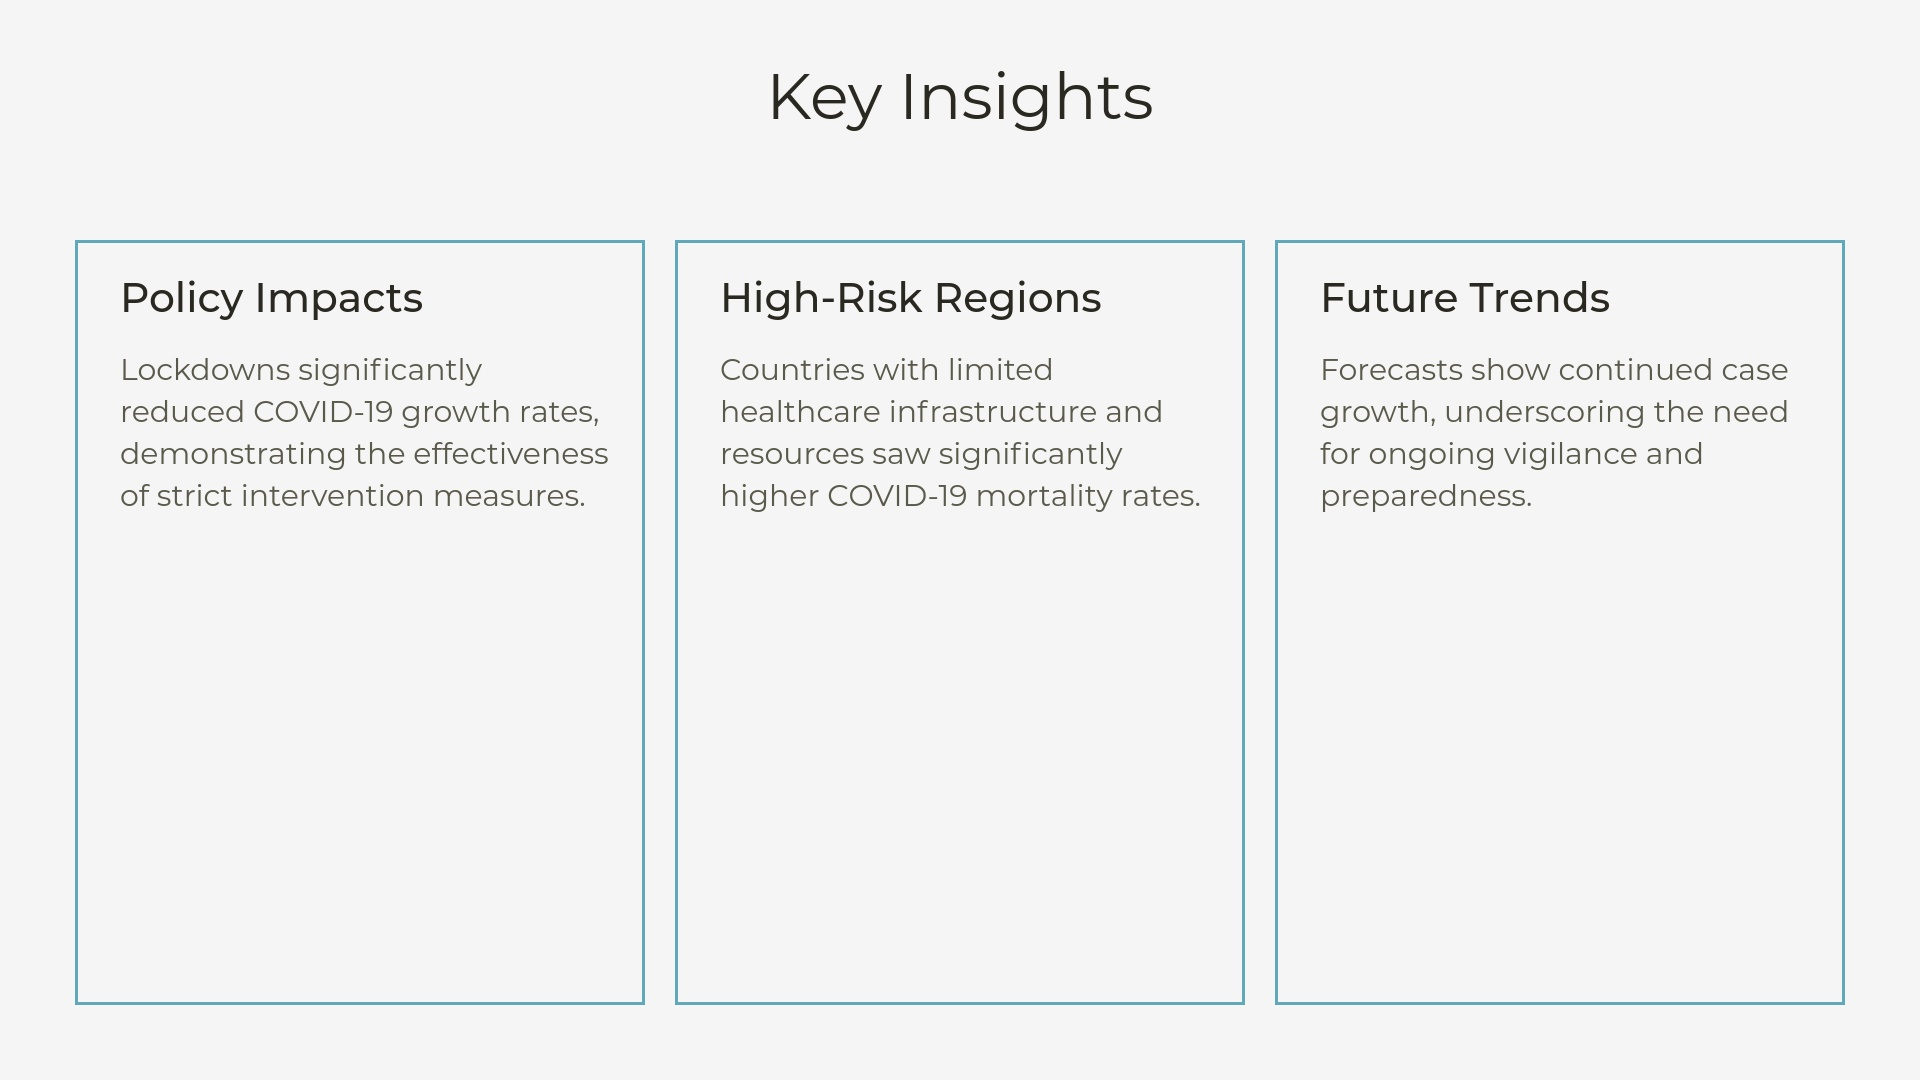 Key Insights
Policy Impacts
Lockdowns significantly
reduced COVID-19 growth rates,
demonstrating the effectiveness
of strict intervention measures.
High-Risk Regions
Countries with limited
healthcare infrastructure and
resources saw significantly
higher COVID-19 mortality rates.
Future Trends
Forecasts show continued case
growth, underscoring the need
for ongoing vigilance and
preparedness.